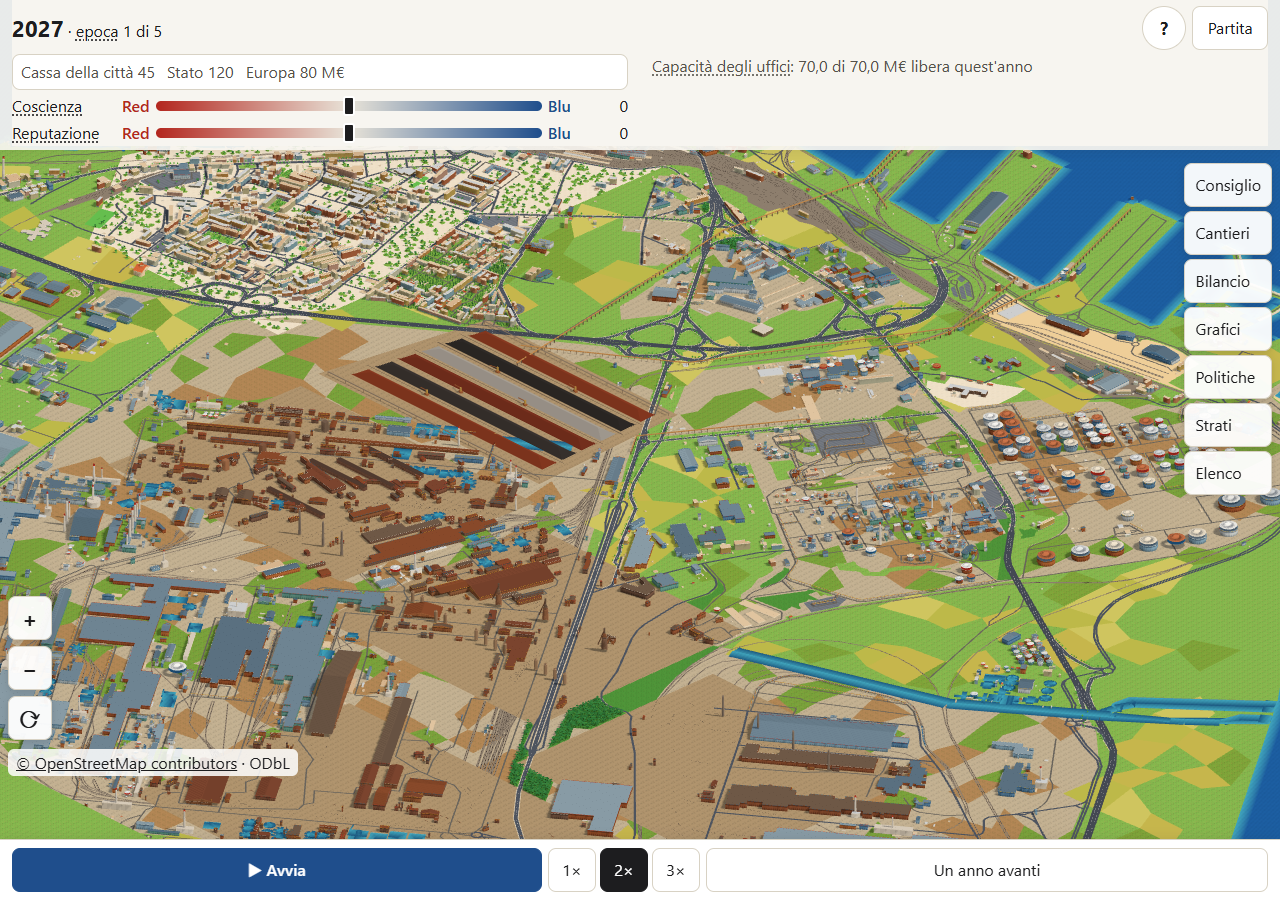 2027 · epoca 1 di 5
?
Partita
Cassa della città 45 Stato 120 Europa 80 M€
Capacità degli uffici: 70,0 di 70,0 M€ libera quest'anno
Coscienza Red Blu 0
Reputazione Red Blu 0
Consiglio
Cantieri
Bilancio
Grafici
Politiche
Strati
Elenco
+
−
© OpenStreetMap contributors · ODbL
▶ Avvia
1×
2×
3×
Un anno avanti